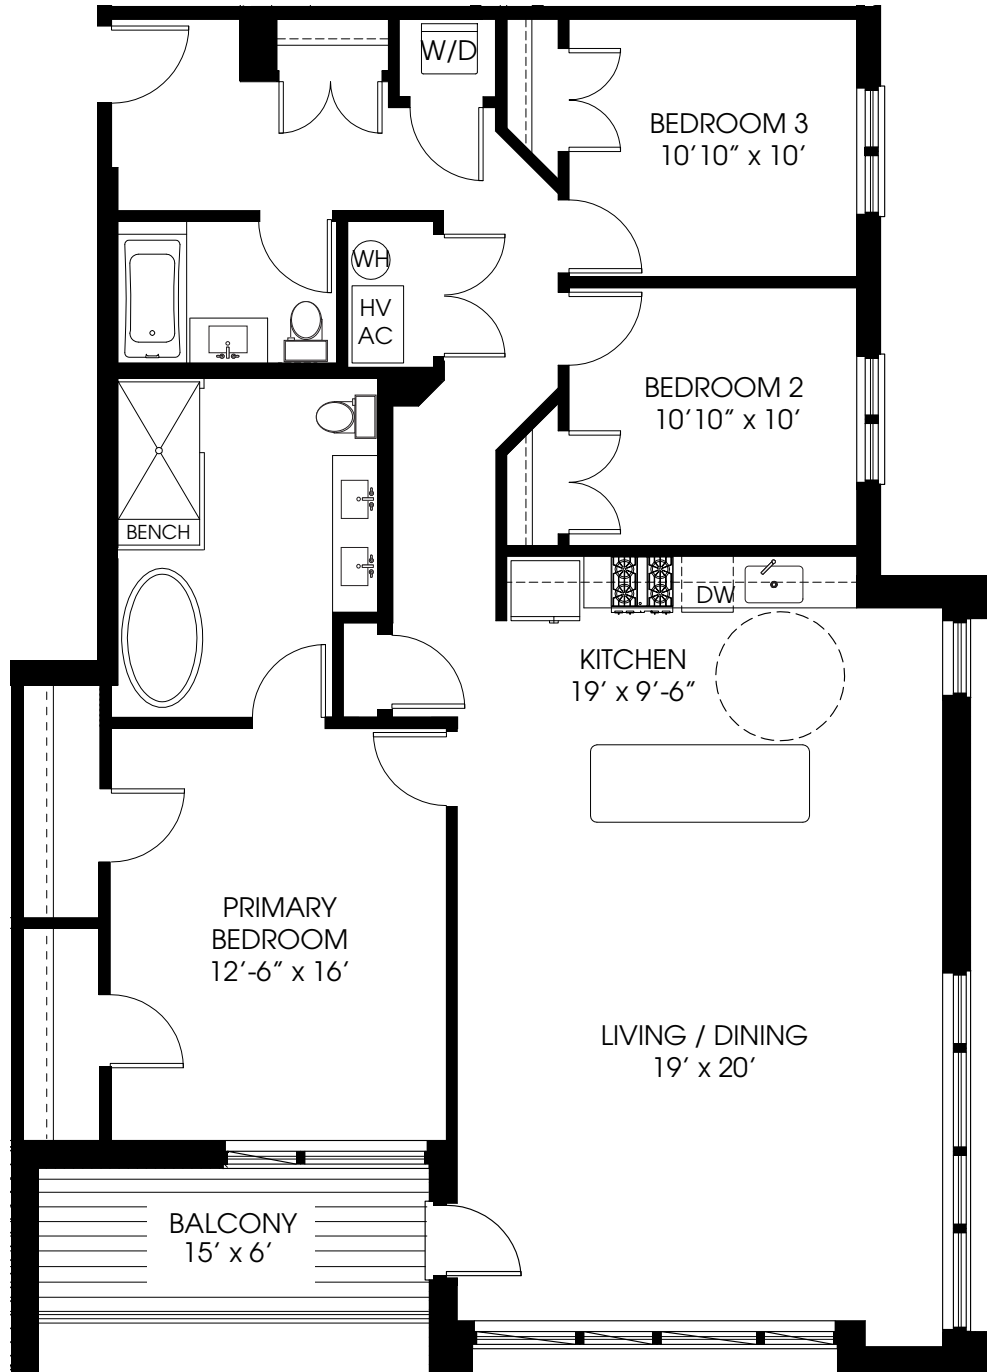 W/D
BEDROOM 3
10'10" x 10'
WH
HV
AC
BEDROOM 2
10'10" x 10'
BENCH
DW
KITCHEN
19' x 9'-6"
PRIMARY
BEDROOM
12'-6" x 16'
LIVING / DINING
19' x 20'
BALCONY
15' x 6'